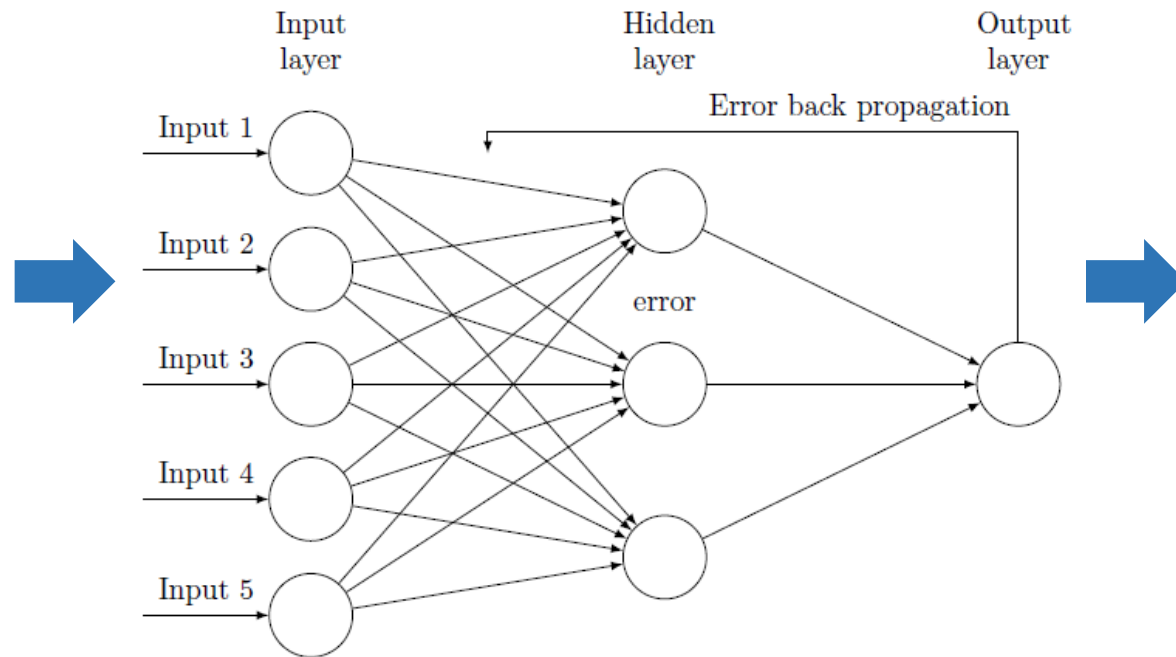 Input
layer
Hidden
layer
Output
layer
Error back propagation
Input 1
Input 2
error
Input 3
Input 4
Input 5